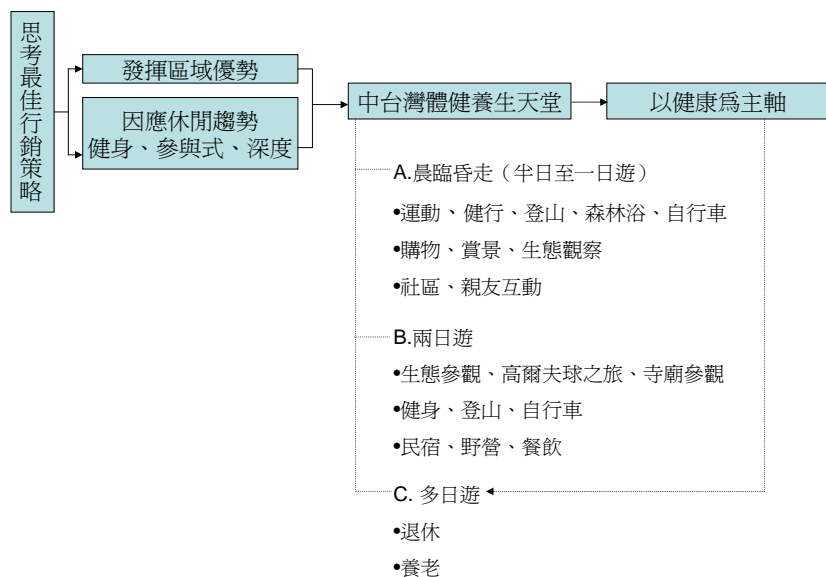 思考最佳行銷策略
發揮區域優勢
因應休閒趨勢
健身、參與式、深度
中台灣體健養生天堂
以健康爲主軸
A.晨臨昏走（半日至一日遊）
•運動、健行、登山、森林浴、自行車
•購物、賞景、生態觀察
•社區、親友互動
B.兩日遊
•生態參觀、高爾夫球之旅、寺廟參觀
•健身、登山、自行車
•民宿、野營、餐飲
C. 多日遊
•退休
•養老